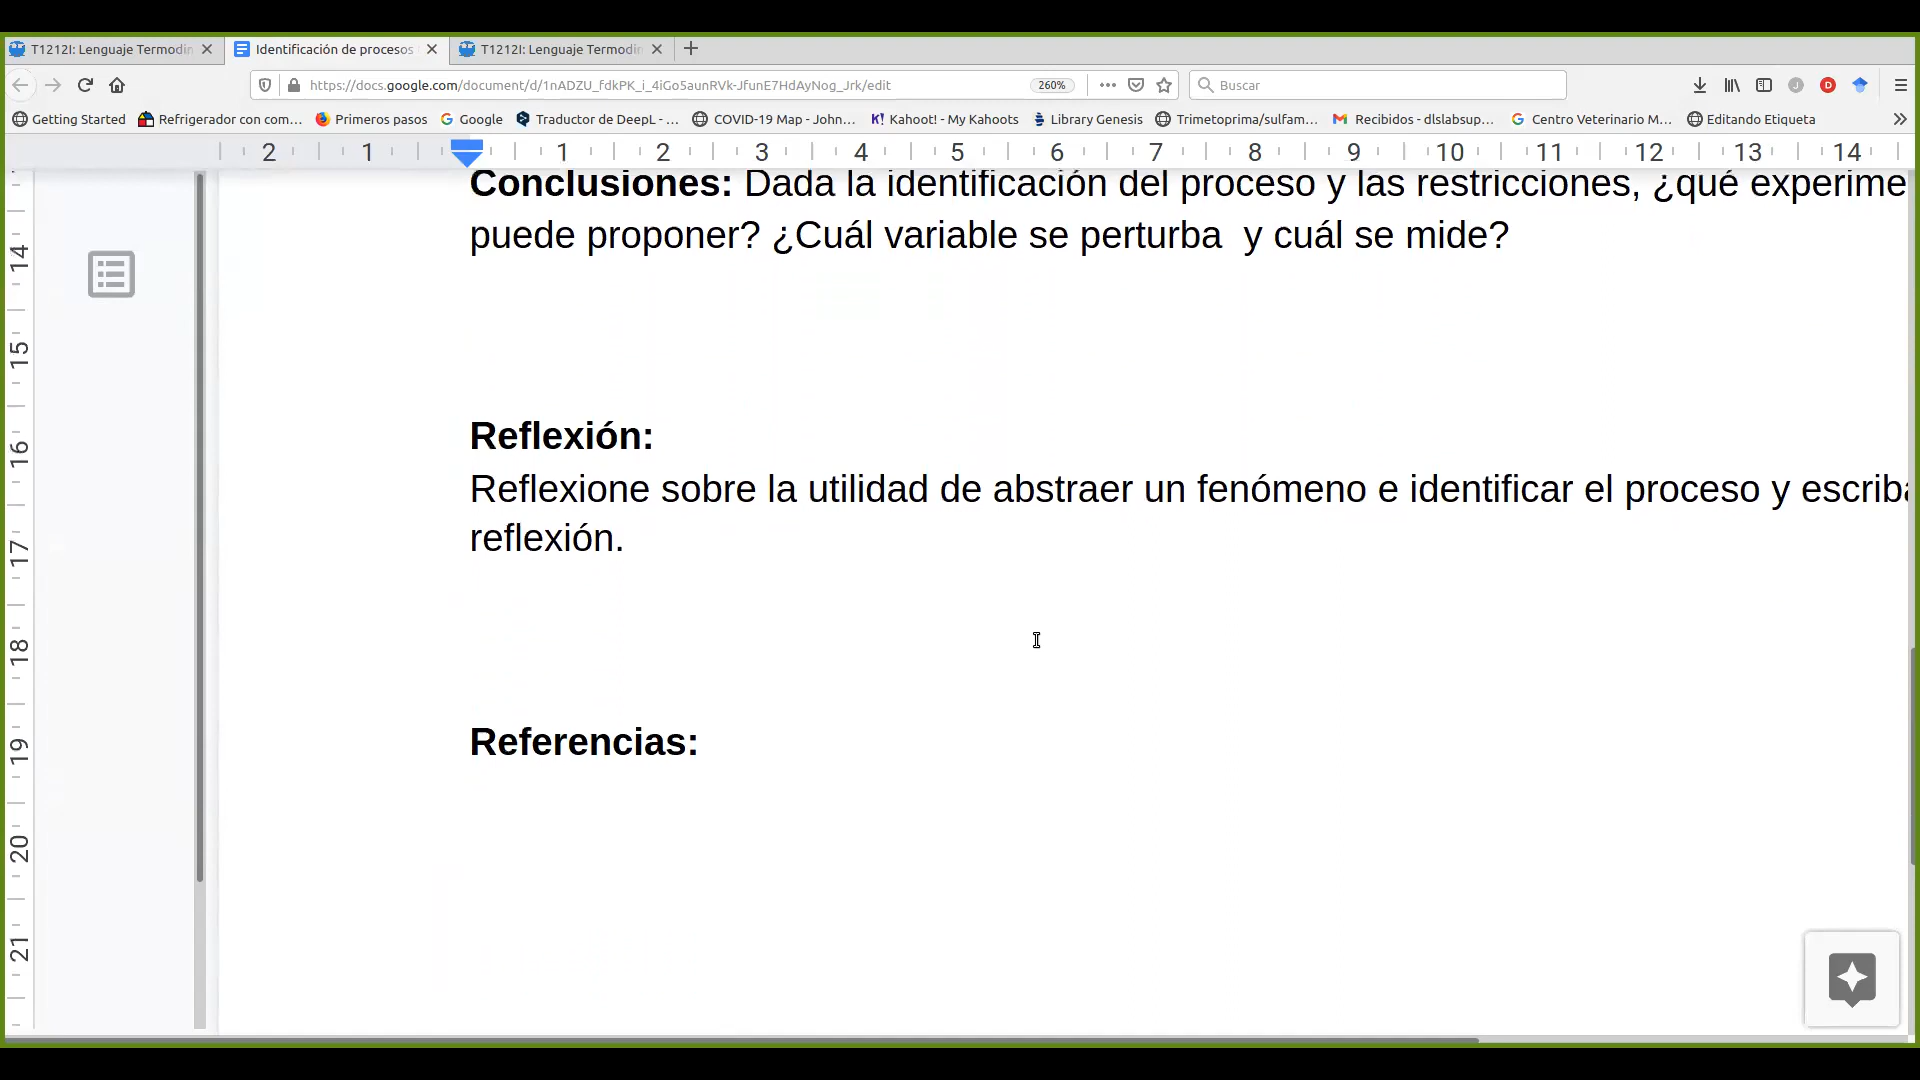 T1212I: Lenguaje Termodin
Identificación de procesos
T1212I: Lenguaje Termodin
https://docs.google.com/document/d/1nADZU_fdkPK_i_4iGo5aunRVk-JfunE7HdAyNog_Jrk/edit
260%
Buscar
Getting Started
Refrigerador con com...
Primeros pasos
Google
Traductor de DeepL - ...
COVID-19 Map - John...
Kahoot! - My Kahoots
Library Genesis
Trimetoprima/sulfam...
Recibidos - dlslabsup...
Centro Veterinario M...
Editando Etiqueta
2 1 1 2 3 4 5 6 7 8 9 10 11 12 13 14
14
15
16
17
18
19
20
21
Conclusiones: Dada la identificación del proceso y las restricciones, ¿qué experime
puede proponer? ¿Cuál variable se perturba  y cuál se mide?
Reflexión:
Reflexione sobre la utilidad de abstraer un fenómeno e identificar el proceso y escriba
reflexión.
Referencias: